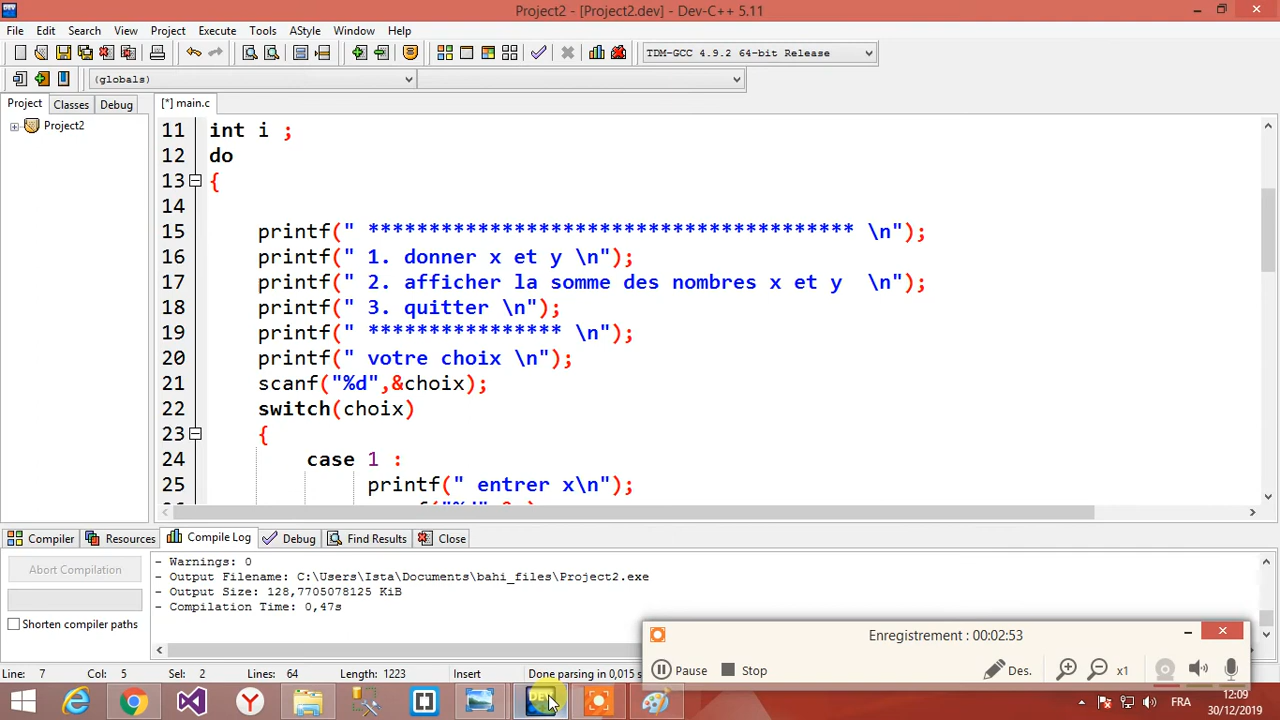 Project2 - [Project2.dev] - Dev-C++ 5.11
File Edit Search View Project Execute Tools AStyle Window Help
TDM-GCC 4.9.2 64-bit Release
(globals)
Project Classes Debug
[*] main.c
Project2
11 int i ;
12 do
13 {
14
15 printf(" **************************************** \n");
16 printf(" 1. donner x et y \n");
17 printf(" 2. afficher la somme des nombres x et y  \n");
18 printf(" 3. quitter \n");
19 printf(" **************** \n");
20 printf(" votre choix \n");
21 scanf("%d",&choix);
22 switch(choix)
23 {
24 case 1 :
25 printf(" entrer x\n");
Compiler Resources Compile Log Debug Find Results Close
Abort Compilation
Shorten compiler paths
- Warnings: 0
- Output Filename: C:\Users\Ista\Documents\bahi_files\Project2.exe
- Output Size: 128,7705078125 KiB
- Compilation Time: 0,47s
Enregistrement : 00:02:53
Pause Stop Des. x1
Line: 7 Col: 5 Sel: 2 Lines: 64 Length: 1223 Insert Done parsing in 0,015
DEV
FRA
12:09
30/12/2019